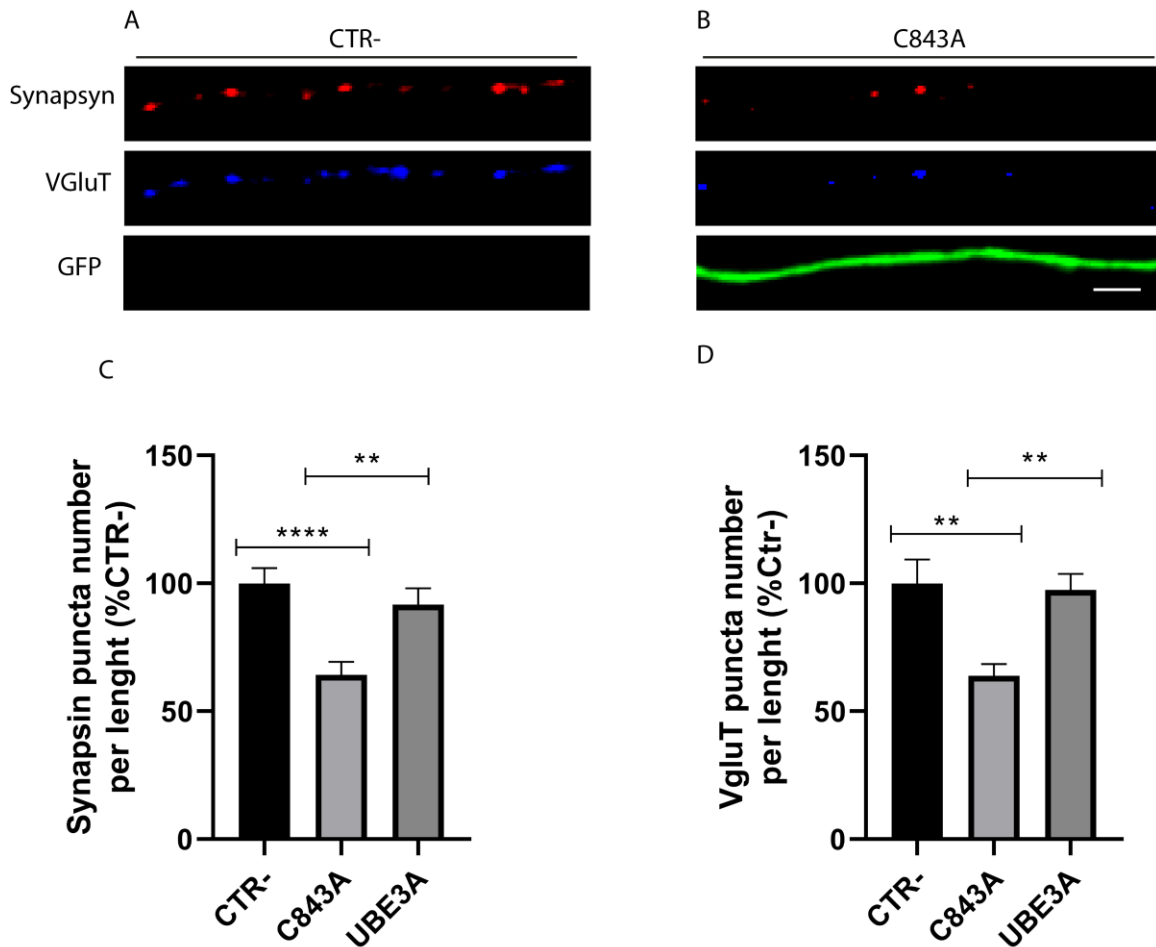 A
CTR-
B
C843A
Synapsyn
VGluT
GFP
C
Synapsin puncta number
per lenght (%CTR-)
150
100
50
0
****
**
CTR-
C843A
UBE3A
D
VgluT puncta number
per lenght (%Ctr-)
150
100
50
0
**
**
CTR-
C843A
UBE3A